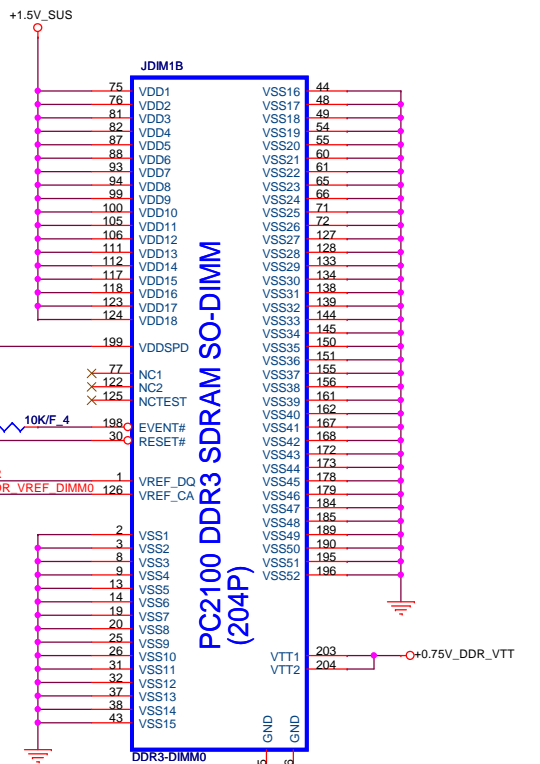 +1.5V_SUS
JDIM1B
75 VDD1 VSS16 44
76 VDD2 VSS17 48
81 VDD3 VSS18 49
82 VDD4 VSS19 54
87 VDD5 VSS20 55
88 VDD6 VSS21 60
93 VDD7 VSS22 61
94 VDD8 VSS23 65
99 VDD9 VSS24 66
100 VDD10 VSS25 71
105 VDD11 VSS26 72
106 VDD12 VSS27 127
111 VDD13 VSS28 128
112 VDD14 VSS29 133
117 VDD15 VSS30 134
118 VDD16 VSS31 138
123 VDD17 VSS32 139
124 VDD18 VSS33 144
VSS34 145
199 VDDSPD VSS35 150
VSS36 151
77 NC1 VSS37 155
122 NC2 VSS38 156
125 NCTEST VSS39 161
VSS40 162
10K/F_4 198 EVENT# VSS41 167
30 RESET# VSS42 168
VSS43 172
VSS44 173
1 VREF_DQ VSS45 178
DR_VREF_DIMM0 126 VREF_CA VSS46 179
VSS47 184
VSS48 185
2 VSS1 VSS49 189
3 VSS2 VSS50 190
8 VSS3 VSS51 195
9 VSS4 VSS52 196
13 VSS5
14 VSS6
19 VSS7
20 VSS8
25 VSS9
26 VSS10 VTT1 203 +0.75V_DDR_VTT
31 VSS11 VTT2 204
32 VSS12
37 VSS13
38 VSS14
43 VSS15
PC2100 DDR3 SDRAM SO-DIMM
(204P)
GND
GND
DDR3-DIMM0